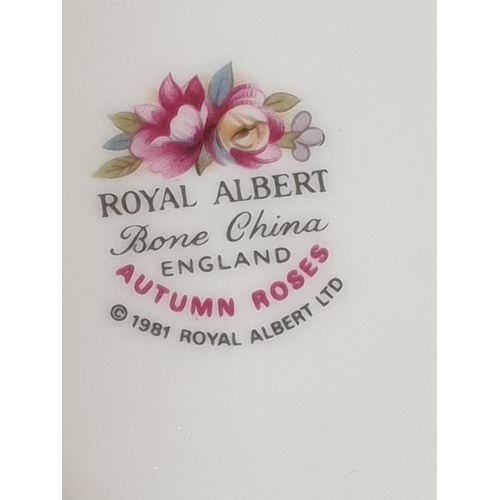 ROYAL ALBERT
Bone China
ENGLAND
AUTUMN ROSES
© 1981 ROYAL ALBERT LTD